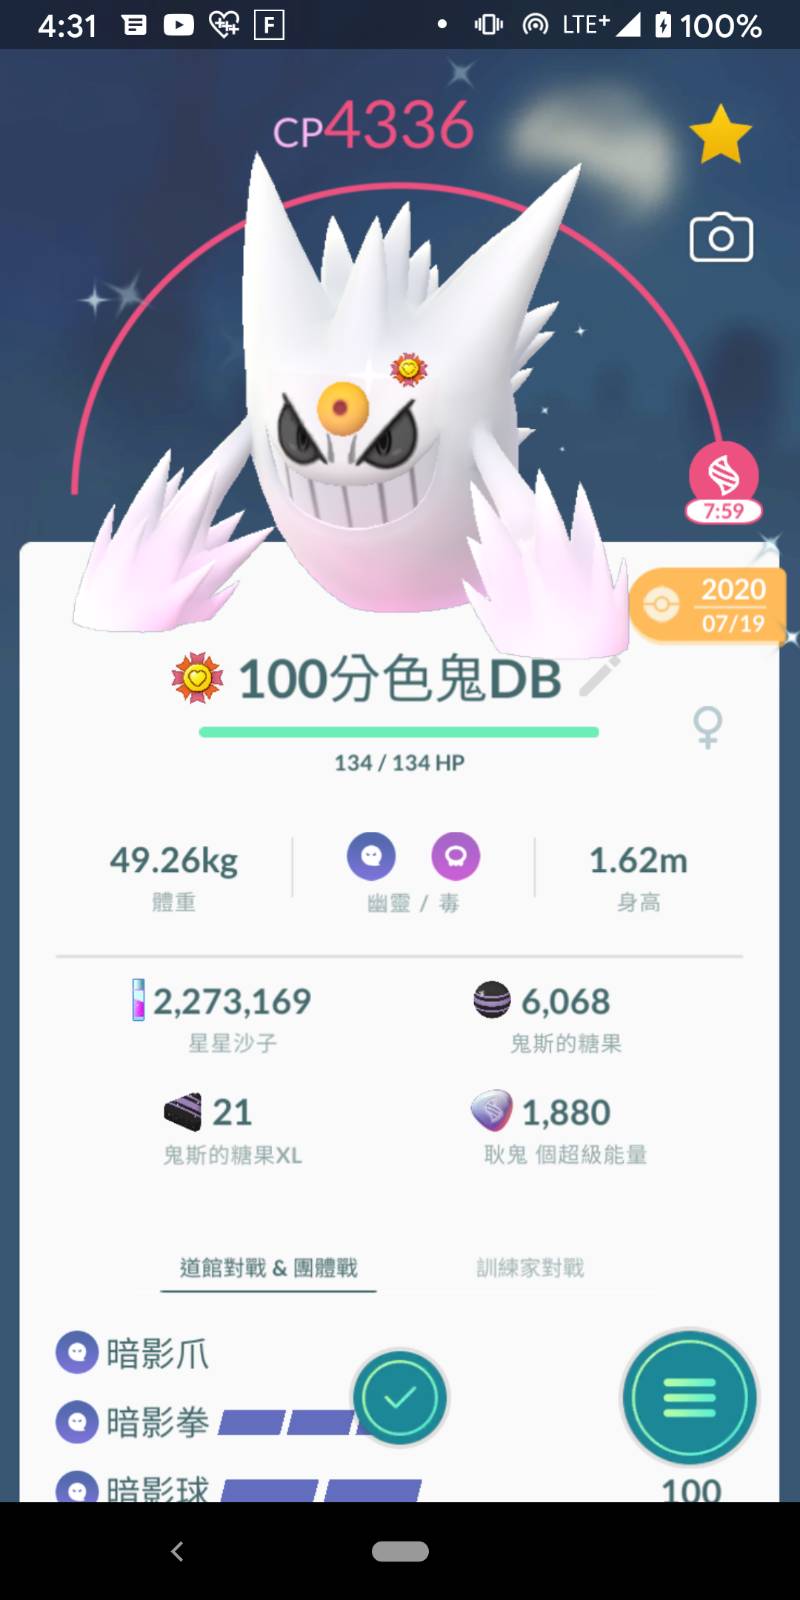 4:31
F
LTE+
100%
CP4336
7:59
2020
07/19
100分色鬼DB
134 / 134 HP
49.26kg
1.62m
體重
幽靈 / 毒
身高
2,273,169
6,068
星星沙子
鬼斯的糖果
21
1,880
鬼斯的糖果XL
耿鬼 個超級能量
道館對戰 & 團體戰
訓練家對戰
暗影爪
暗影拳
暗影球
100